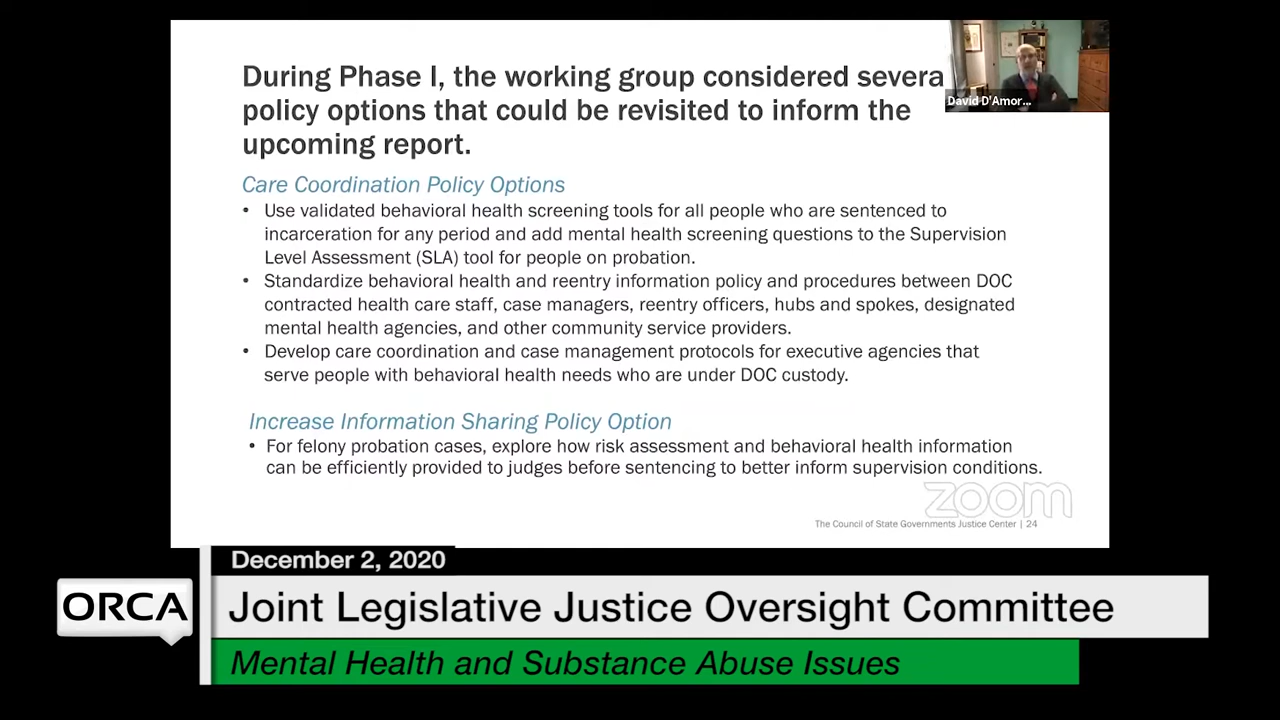 During Phase I, the working group considered severa
policy options that could be revisited to inform the
upcoming report.
David D'Amor...
Care Coordination Policy Options
• Use validated behavioral health screening tools for all people who are sentenced to
incarceration for any period and add mental health screening questions to the Supervision
Level Assessment (SLA) tool for people on probation.
• Standardize behavioral health and reentry information policy and procedures between DOC
contracted health care staff, case managers, reentry officers, hubs and spokes, designated
mental health agencies, and other community service providers.
• Develop care coordination and case management protocols for executive agencies that
serve people with behavioral health needs who are under DOC custody.
Increase Information Sharing Policy Option
• For felony probation cases, explore how risk assessment and behavioral health information
can be efficiently provided to judges before sentencing to better inform supervision conditions.
zoom
The Council of State Governments Justice Center | 24
December 2, 2020
ORCA
Joint Legislative Justice Oversight Committee
Mental Health and Substance Abuse Issues